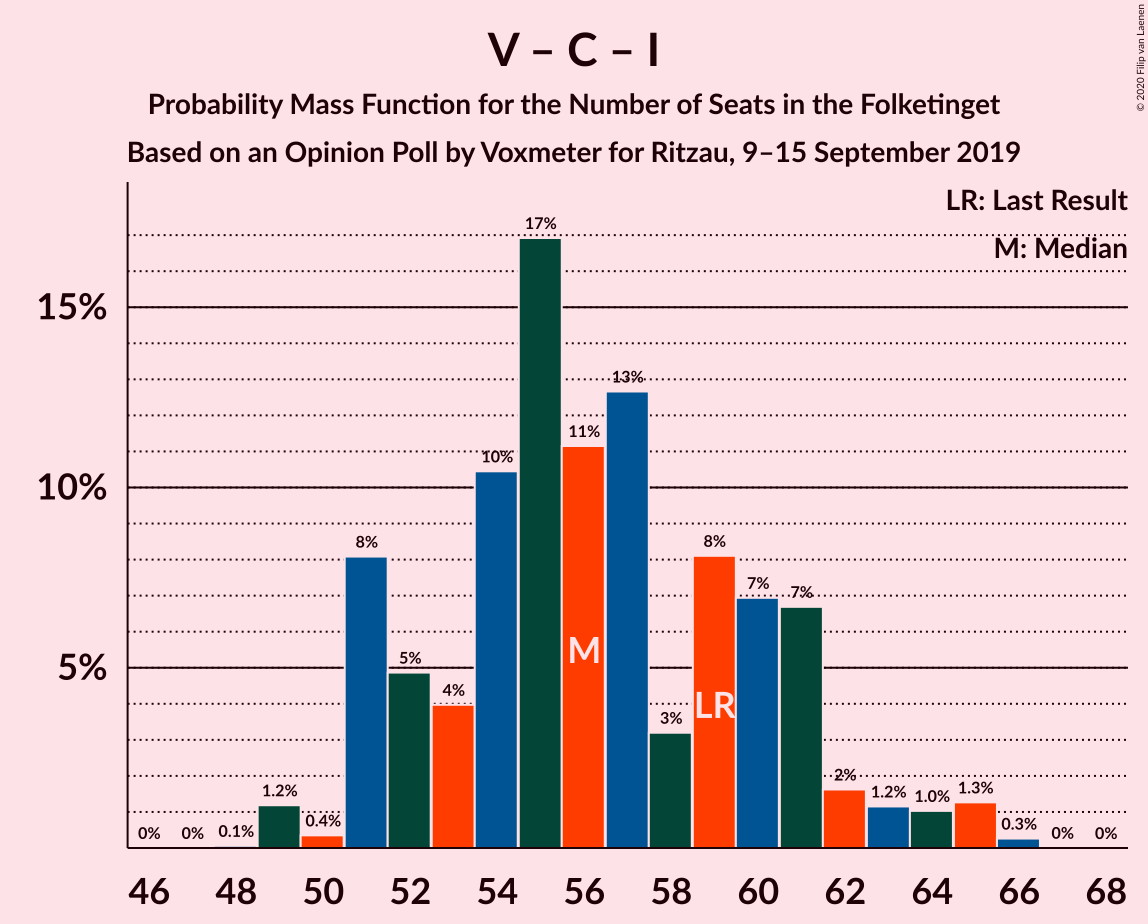 V – C – I
Probability Mass Function for the Number of Seats in the Folketinget
Based on an Opinion Poll by Voxmeter for Ritzau, 9–15 September 2019
© 2020 Filip van Laenen
LR: Last Result
M: Median
15%
10%
5%
0%
0%
0.1%
1.2%
0.4%
8%
5%
4%
10%
17%
11%
13%
3%
8%
7%
7%
2%
1.2%
1.0%
1.3%
0.3%
0%
0%
M
LR
46 48 50 52 54 56 58 60 62 64 66 68